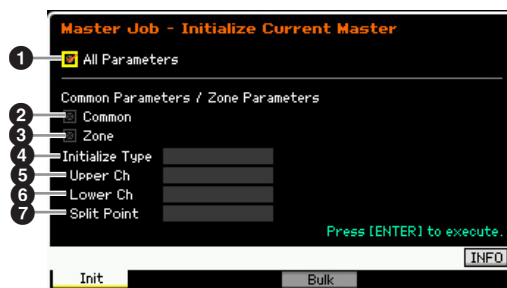 Master Job - Initialize Current Master
1 All Parameters
Common Parameters / Zone Parameters
2 Common
3 Zone
4 Initialize Type
5 Upper Ch
6 Lower Ch
7 Split Point
Press [ENTER] to execute.
INFO
Init Bulk